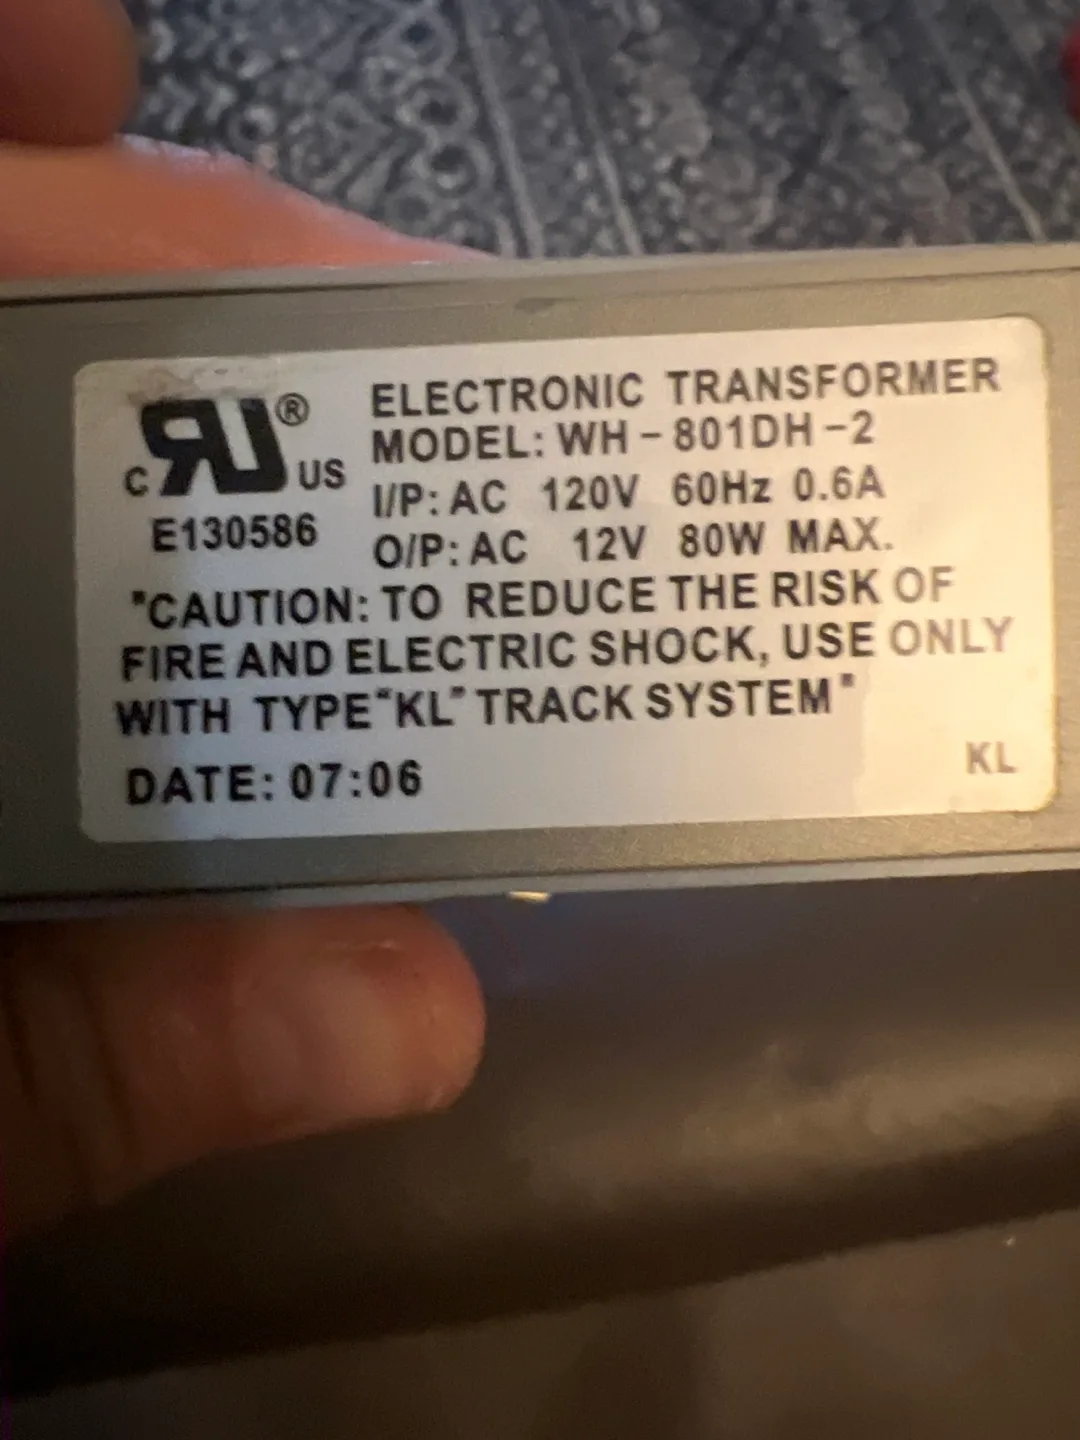 C RU ® US
E130586
ELECTRONIC TRANSFORMER
MODEL: WH-801DH-2
I/P: AC 120V 60Hz 0.6A
O/P: AC 12V 80W MAX.
"CAUTION: TO REDUCE THE RISK OF
FIRE AND ELECTRIC SHOCK, USE ONLY
WITH TYPE "KL" TRACK SYSTEM"
DATE: 07:06
KL